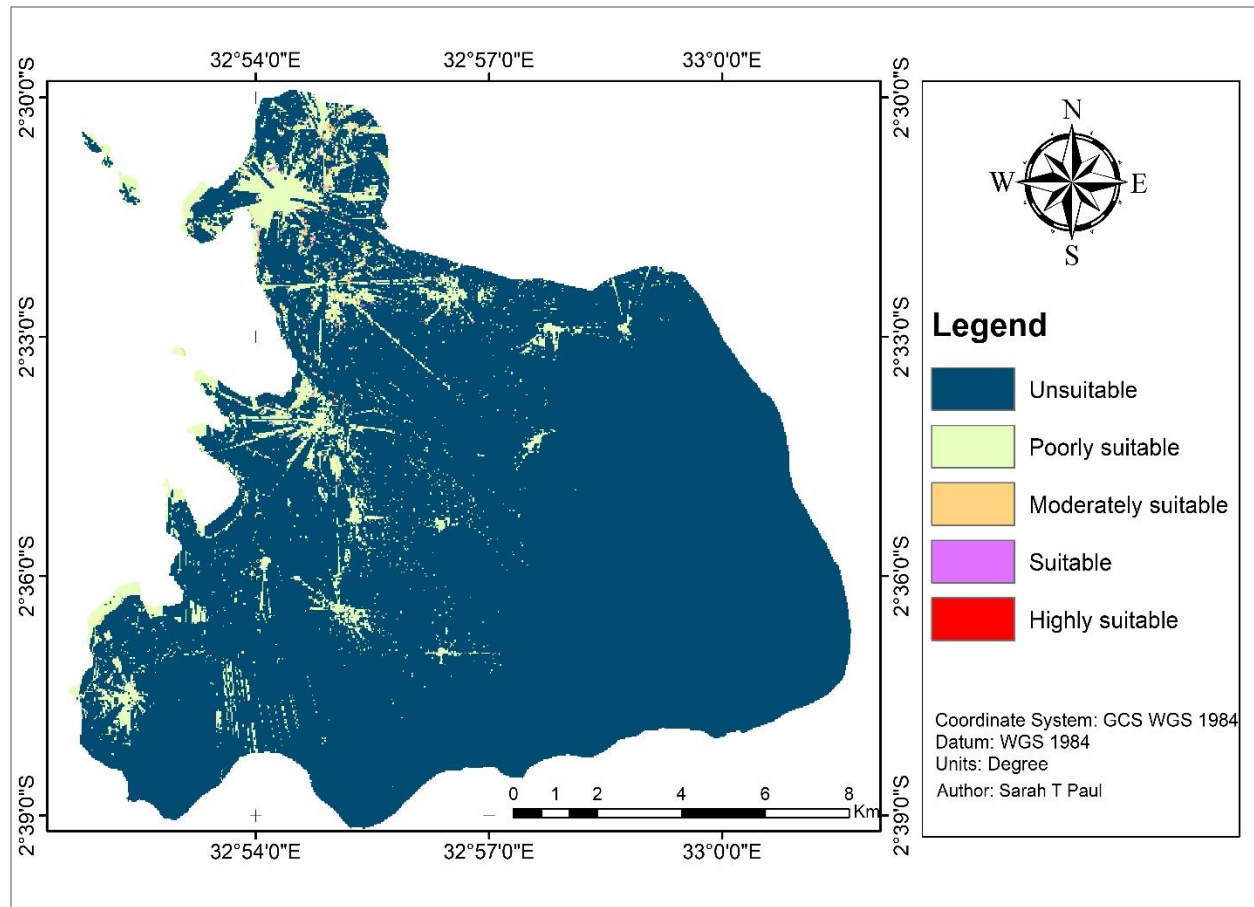 32°54'0"E 32°57'0"E 33°0'0"E
2°30'0"S 2°30'0"S
2°33'0"S 2°33'0"S
2°36'0"S 2°36'0"S
2°39'0"S 2°39'0"S
0 1 2 4 6 8
Km
32°54'0"E 32°57'0"E 33°0'0"E
N
W E
S
Legend
Unsuitable
Poorly suitable
Moderately suitable
Suitable
Highly suitable
Coordinate System: GCS WGS 1984
Datum: WGS 1984
Units: Degree
Author: Sarah T Paul